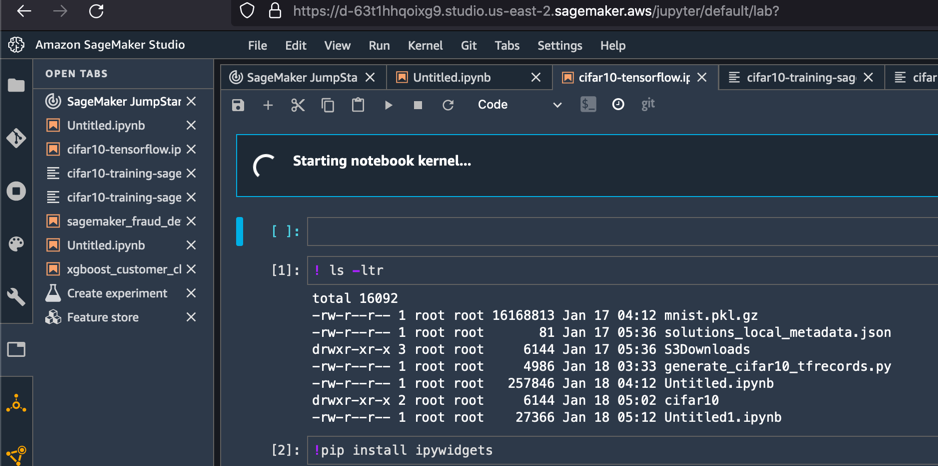 https://d-63t1hhqoixg9.studio.us-east-2.sagemaker.aws/jupyter/default/lab?
Amazon SageMaker Studio
File Edit View Run Kernel Git Tabs Settings Help
OPEN TABS
SageMaker JumpStar
Untitled.ipynb
cifar10-tensorflow.ip
cifar10-training-sage
cifar10-training-sage
sagemaker_fraud_de
Untitled.ipynb
xgboost_customer_cl
Create experiment
Feature store
SageMaker JumpSta Untitled.ipynb cifar10-tensorflow.ip cifar10-training-sag cifar
Code $_ git
Starting notebook kernel...
[ ]:
[1]: ! ls -ltr
total 16092
-rw-r--r-- 1 root root 16168813 Jan 17 04:12 mnist.pkl.gz
-rw-r--r-- 1 root root 81 Jan 17 05:36 solutions_local_metadata.json
drwxr-xr-x 3 root root 6144 Jan 17 05:36 S3Downloads
-rw-r--r-- 1 root root 4986 Jan 18 03:33 generate_cifar10_tfrecords.py
-rw-r--r-- 1 root root 257846 Jan 18 04:12 Untitled.ipynb
drwxr-xr-x 2 root root 6144 Jan 18 05:02 cifar10
-rw-r--r-- 1 root root 27366 Jan 18 05:12 Untitled1.ipynb
[2]: !pip install ipywidgets